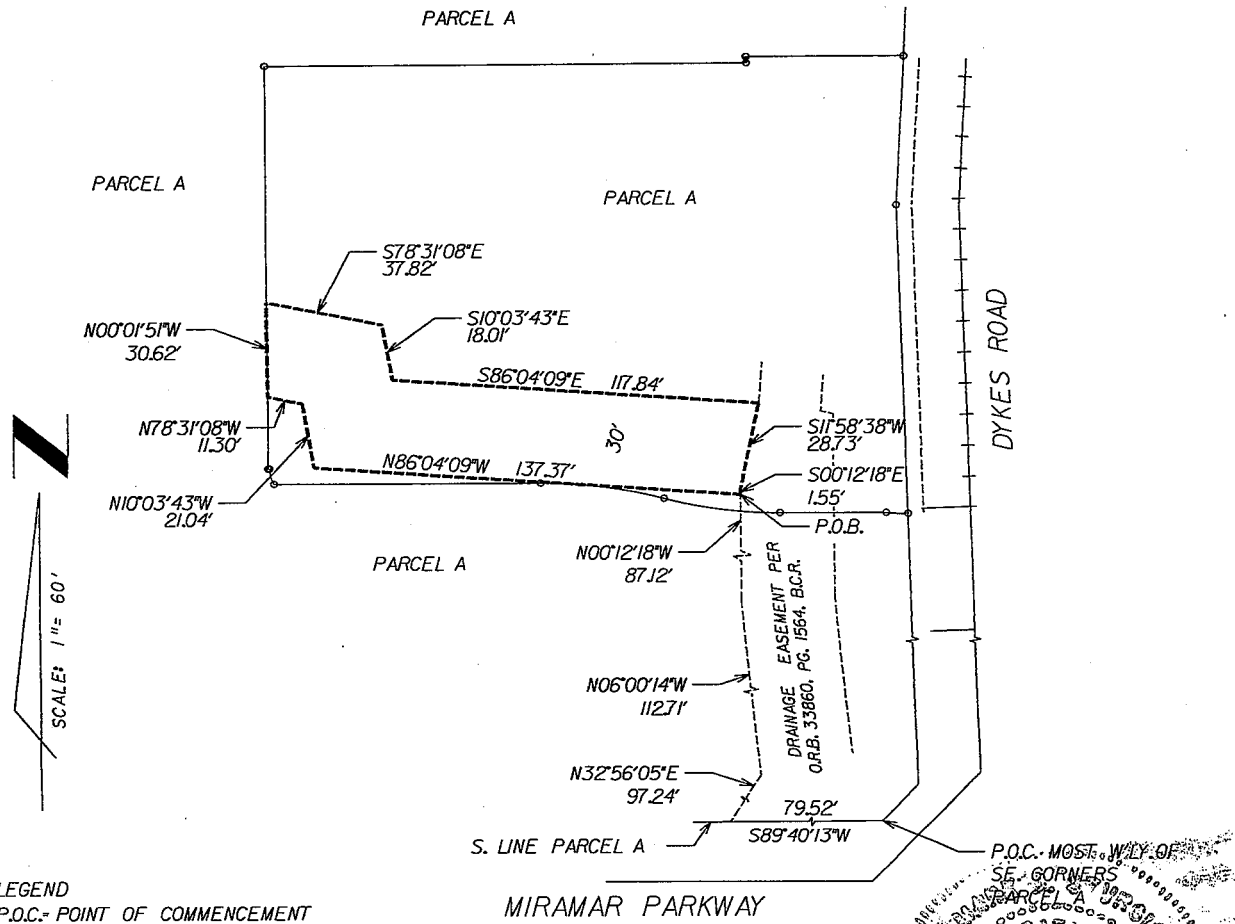 PARCEL A
PARCEL A
PARCEL A
S78°31'08"E
37.82'
S10°03'43"E
18.01'
N00°01'51"W
30.62'
S86°04'09"E 117.84'
DYKES ROAD
N78°31'08"W
11.30'
30'
S11°58'38"W
28.73'
N86°04'09"W 137.37'
S00°12'18"E
1.55'
N10°03'43"W
21.04'
P.O.B.
N00°12'18"W
87.12'
PARCEL A
DRAINAGE EASEMENT PER
O.R.B. 33860, PG. 1564, B.C.R.
SCALE: 1"= 60'
Z
N06°00'14"W
112.71'
N32°56'05"E
97.24'
79.52'
S89°40'13"W
S. LINE PARCEL A
P.O.C. MOST W'LY OF
SE. CORNERS
PARCEL A
LEGEND
P.O.C.= POINT OF COMMENCEMENT
MIRAMAR PARKWAY